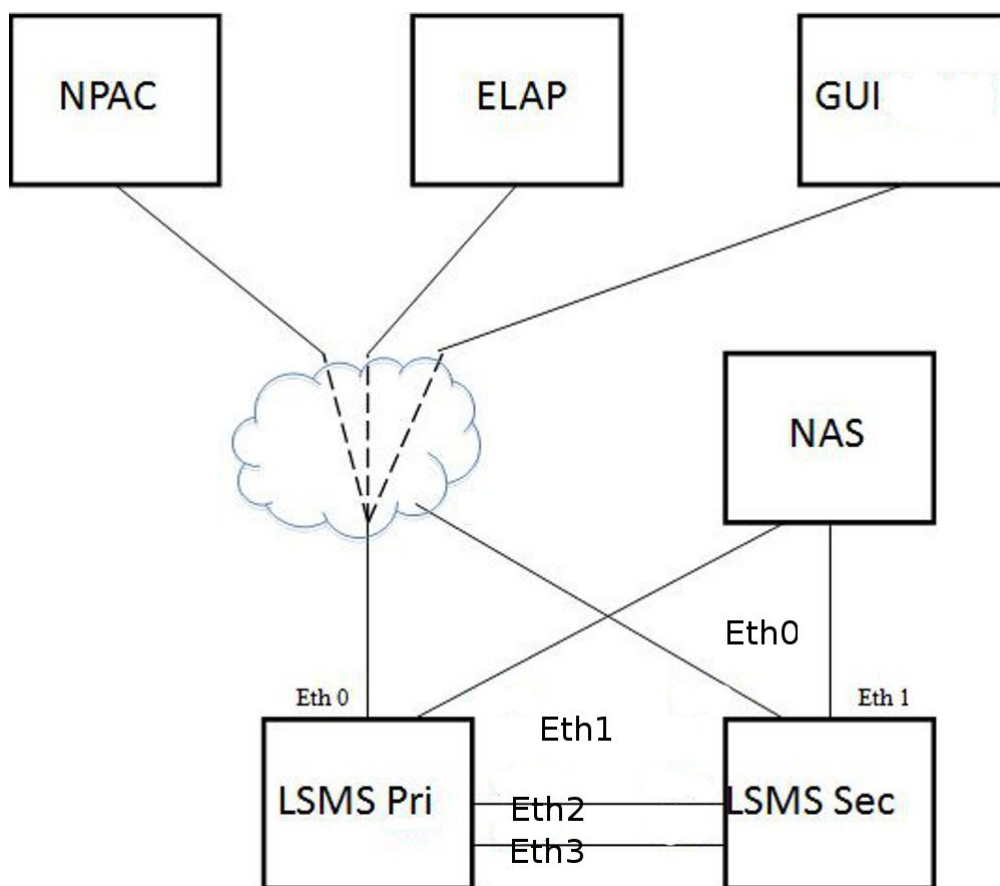 NPAC
ELAP
GUI
NAS
Eth0
Eth 0
Eth 1
Eth1
LSMS Pri
LSMS Sec
Eth2
Eth3